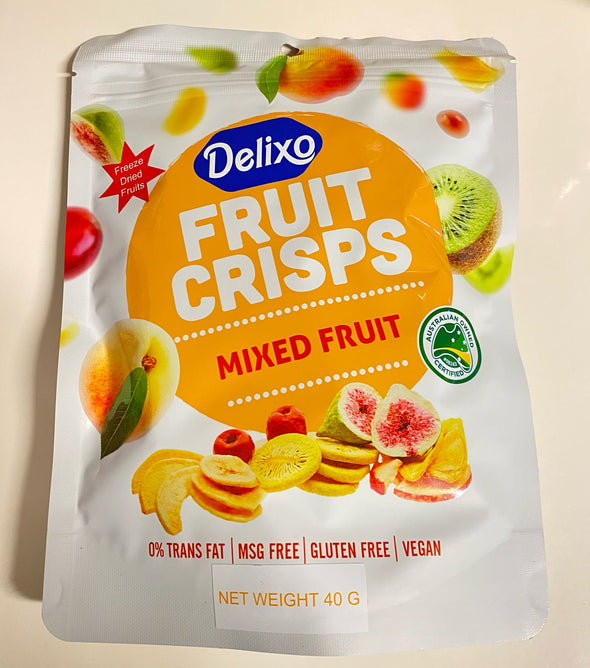 Delixo
Freeze
Dried
Fruits
FRUIT
CRISPS
MIXED FRUIT
AUSTRALIAN OWNED
CERTIFIED
0% TRANS FAT | MSG FREE | GLUTEN FREE | VEGAN
NET WEIGHT 40 G